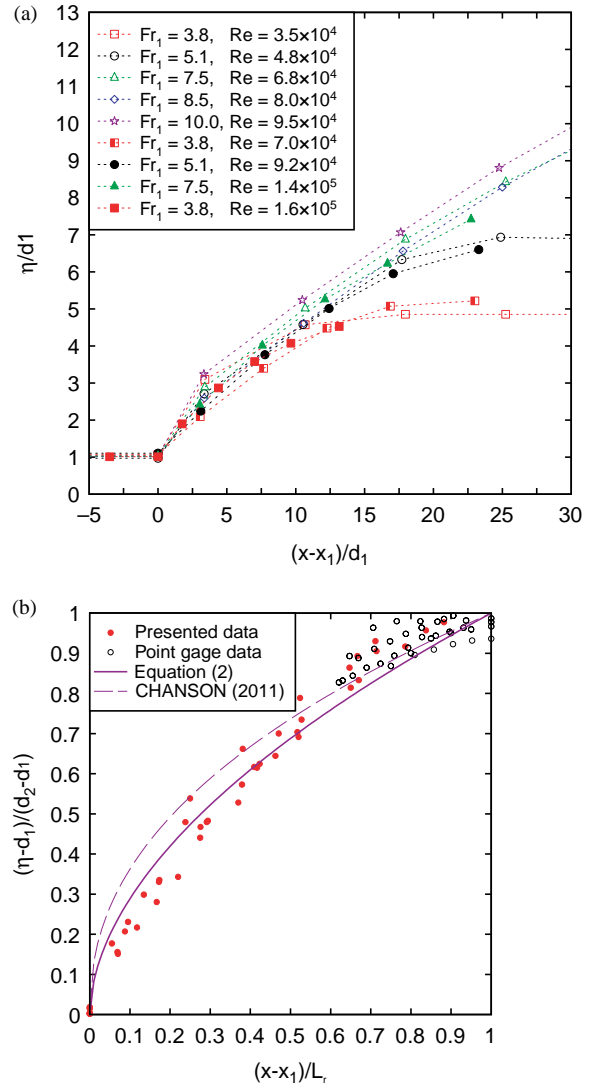 (a)
13
12
11
10
9
8
7
6
5
4
3
2
1
0
η/d1
Fr1 = 3.8, Re = 3.5×10⁴
Fr1 = 5.1, Re = 4.8×10⁴
Fr1 = 7.5, Re = 6.8×10⁴
Fr1 = 8.5, Re = 8.0×10⁴
Fr1 = 10.0, Re = 9.5×10⁴
Fr1 = 3.8, Re = 7.0×10⁴
Fr1 = 5.1, Re = 9.2×10⁴
Fr1 = 7.5, Re = 1.4×10⁵
Fr1 = 3.8, Re = 1.6×10⁵
–5 0 5 10 15 20 25 30
(x-x1)/d1
(b)
1
0.9
0.8
0.7
0.6
0.5
0.4
0.3
0.2
0.1
0
(η-d1)/(d2-d1)
Presented data
Point gage data
Equation (2)
CHANSON (2011)
0 0.1 0.2 0.3 0.4 0.5 0.6 0.7 0.8 0.9 1
(x-x1)/Lr